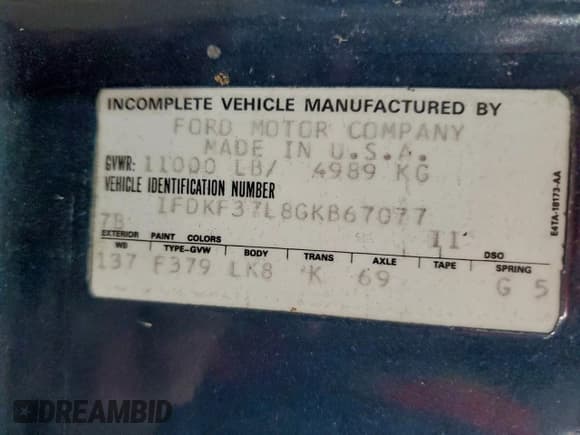 INCOMPLETE VEHICLE MANUFACTURED BY
FORD MOTOR COMPANY
MADE IN U.S.A.
GVWR: 11000 LB/ 4989 KG
VEHICLE IDENTIFICATION NUMBER
1FDKF37L8GKB67077
7B 11
EXTERIOR PAINT COLORS DSO
WB TYPE-GVW BODY TRANS AXLE TAPE SPRING
137 F379 LK8 K 69 G 5
E4TA-18173-AA
DREAMBID